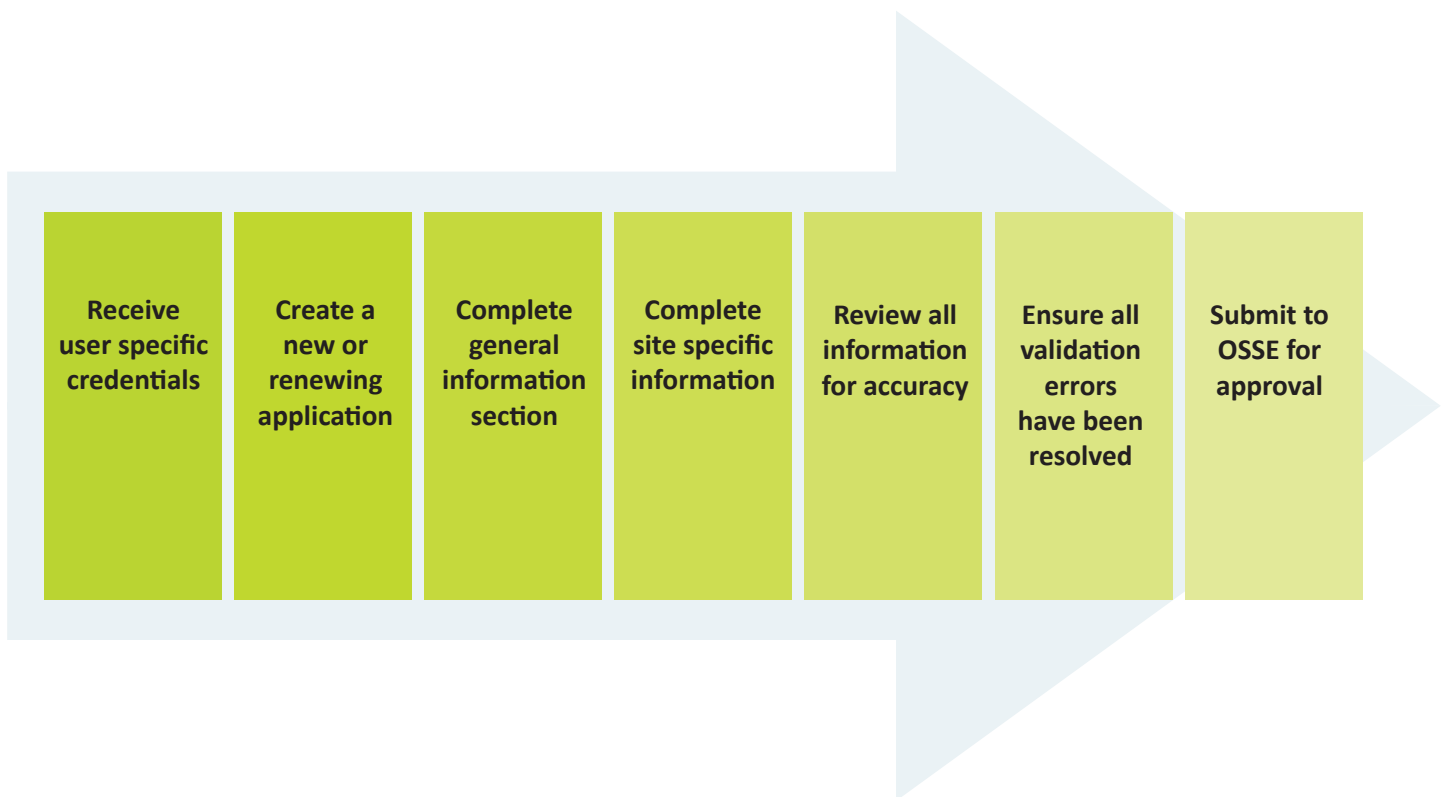 Receive
user specific
credentials
Create a
new or
renewing
application
Complete
general
information
section
Complete
site specific
information
Review all
information
for accuracy
Ensure all
validation
errors
have been
resolved
Submit to
OSSE for
approval